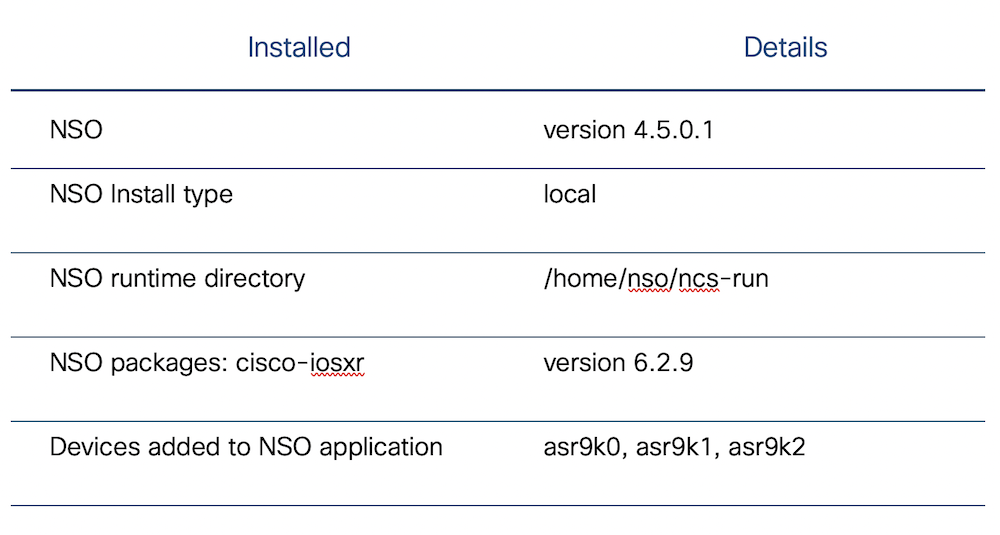 Installed Details
NSO version 4.5.0.1
NSO Install type local
NSO runtime directory /home/nso/ncs-run
NSO packages: cisco-iosxr version 6.2.9
Devices added to NSO application asr9k0, asr9k1, asr9k2